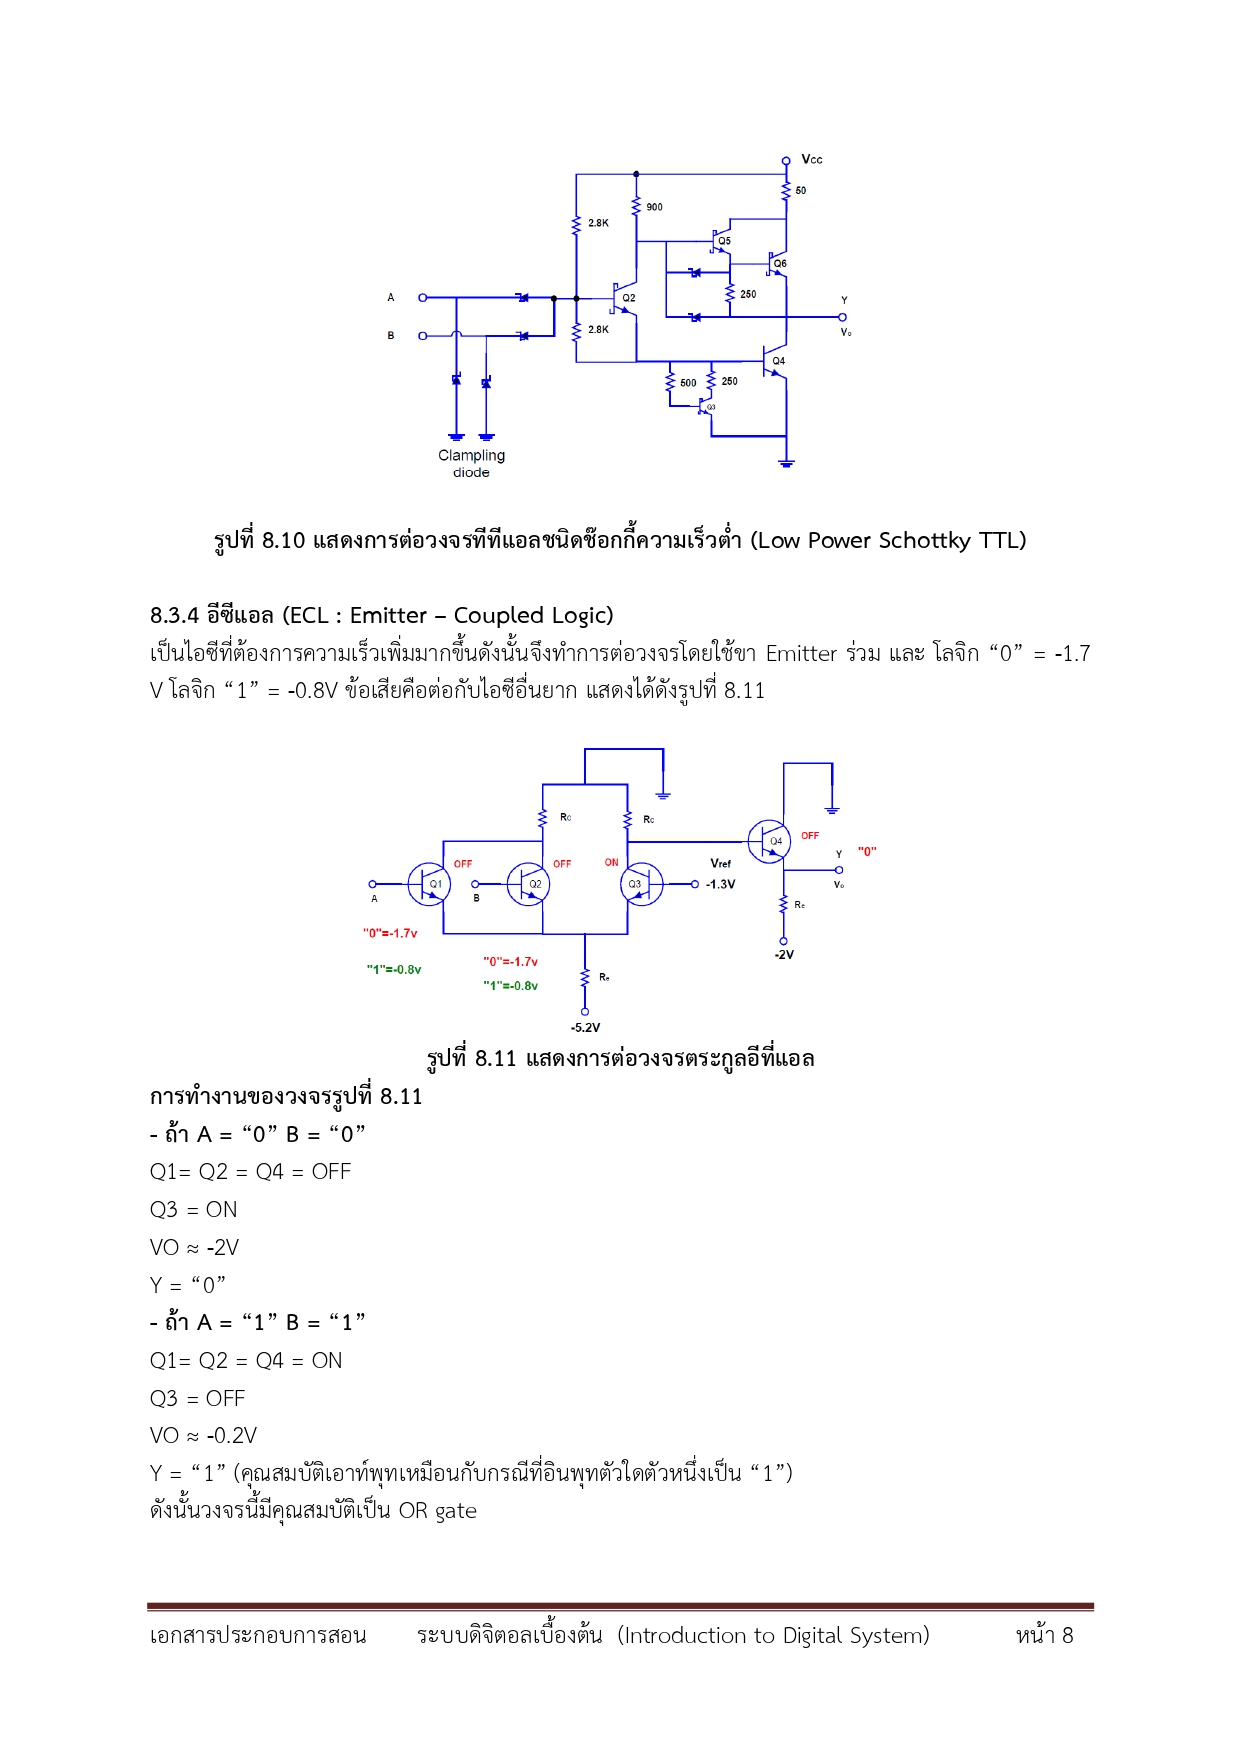 Vcc
50
900
2.8K
Q5
Q6
A
Q2
250
Y
B
2.8K
Vo
Q4
500
250
Q3
Clampling
diode
รูปที่ 8.10 แสดงการต่อวงจรทีทีแอลชนิดซ๊อกกี้ความเร็วต่ำ (Low Power Schottky TTL)
8.3.4 อีซีแอล (ECL : Emitter – Coupled Logic)
เป็นไอซีที่ต้องการความเร็วเพิ่มมากขึ้นดังนั้นจึงทำการต่อวงจรโดยใช้ขา Emitter ร่วม และ โลจิก “0” = -1.7
V โลจิก “1” = -0.8V ข้อเสียคือต่อกับไอซีอื่นยาก แสดงได้ดังรูปที่ 8.11
Rc
Rc
OFF
Q4
Y
"0"
OFF
OFF
ON
Vref
Q1
Q2
Q3
-1.3V
Vo
A
B
Re
"0"=-1.7v
-2V
"0"=-1.7v
"1"=-0.8v
Re
"1"=-0.8v
-5.2V
รูปที่ 8.11 แสดงการต่อวงจรตระกูลอีที่แอล
การทำงานของวงจรรูปที่ 8.11
- ถ้า A = “0” B = “0”
Q1= Q2 = Q4 = OFF
Q3 = ON
VO ≈ -2V
Y = “0”
- ถ้า A = “1” B = “1”
Q1= Q2 = Q4 = ON
Q3 = OFF
VO ≈ -0.2V
Y = “1” (คุณสมบัติเอาท์พุทเหมือนกับกรณีที่อินพุทตัวใดตัวหนึ่งเป็น “1”)
ดังนั้นวงจรนี้มีคุณสมบัติเป็น OR gate
เอกสารประกอบการสอน ระบบดิจิตอลเบื้องต้น (Introduction to Digital System) หน้า 8